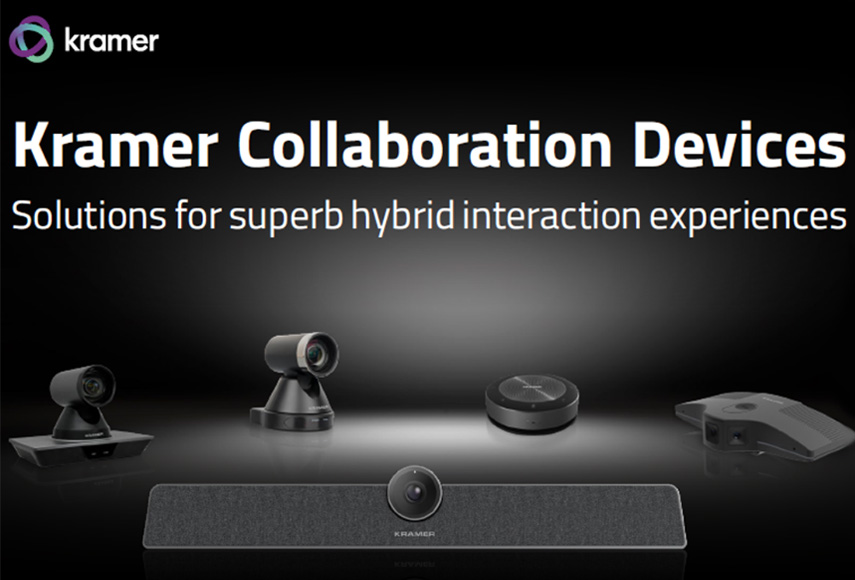 kramer
Kramer Collaboration Devices
Solutions for superb hybrid interaction experiences
KRAMER